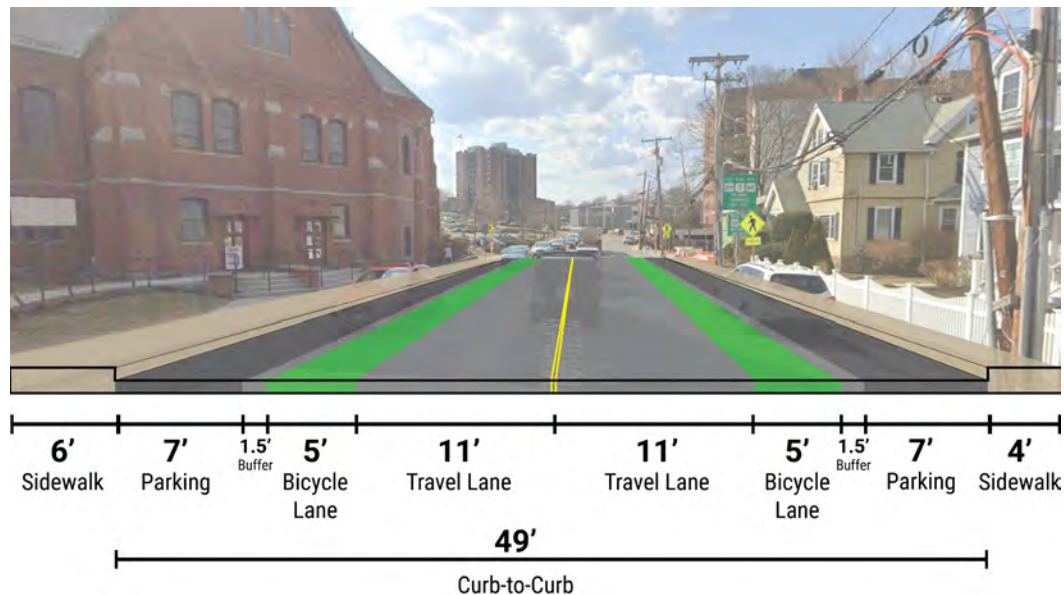 6’ 7’ 1.5’ 5’ 11’ 11’ 5’ 1.5’ 7’ 4’
Sidewalk Parking Buffer Bicycle Travel Lane Travel Lane Bicycle Buffer Parking Sidewalk
Lane Lane
49’
Curb-to-Curb